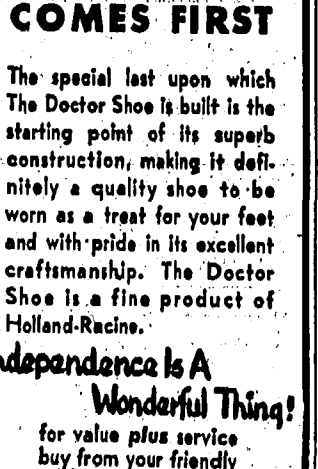 COMES FIRST
The special last upon which
The Doctor Shoe is built is the
starting point of its superb
construction, making it defi-
nitely a quality shoe to be
worn as a treat for your feet
and with pride in its excellent
craftsmanship. The Doctor
Shoe is a fine product of
Holland-Racine.
ndependence Is A
Wonderful Thing!
for value plus service
buy from your friendly